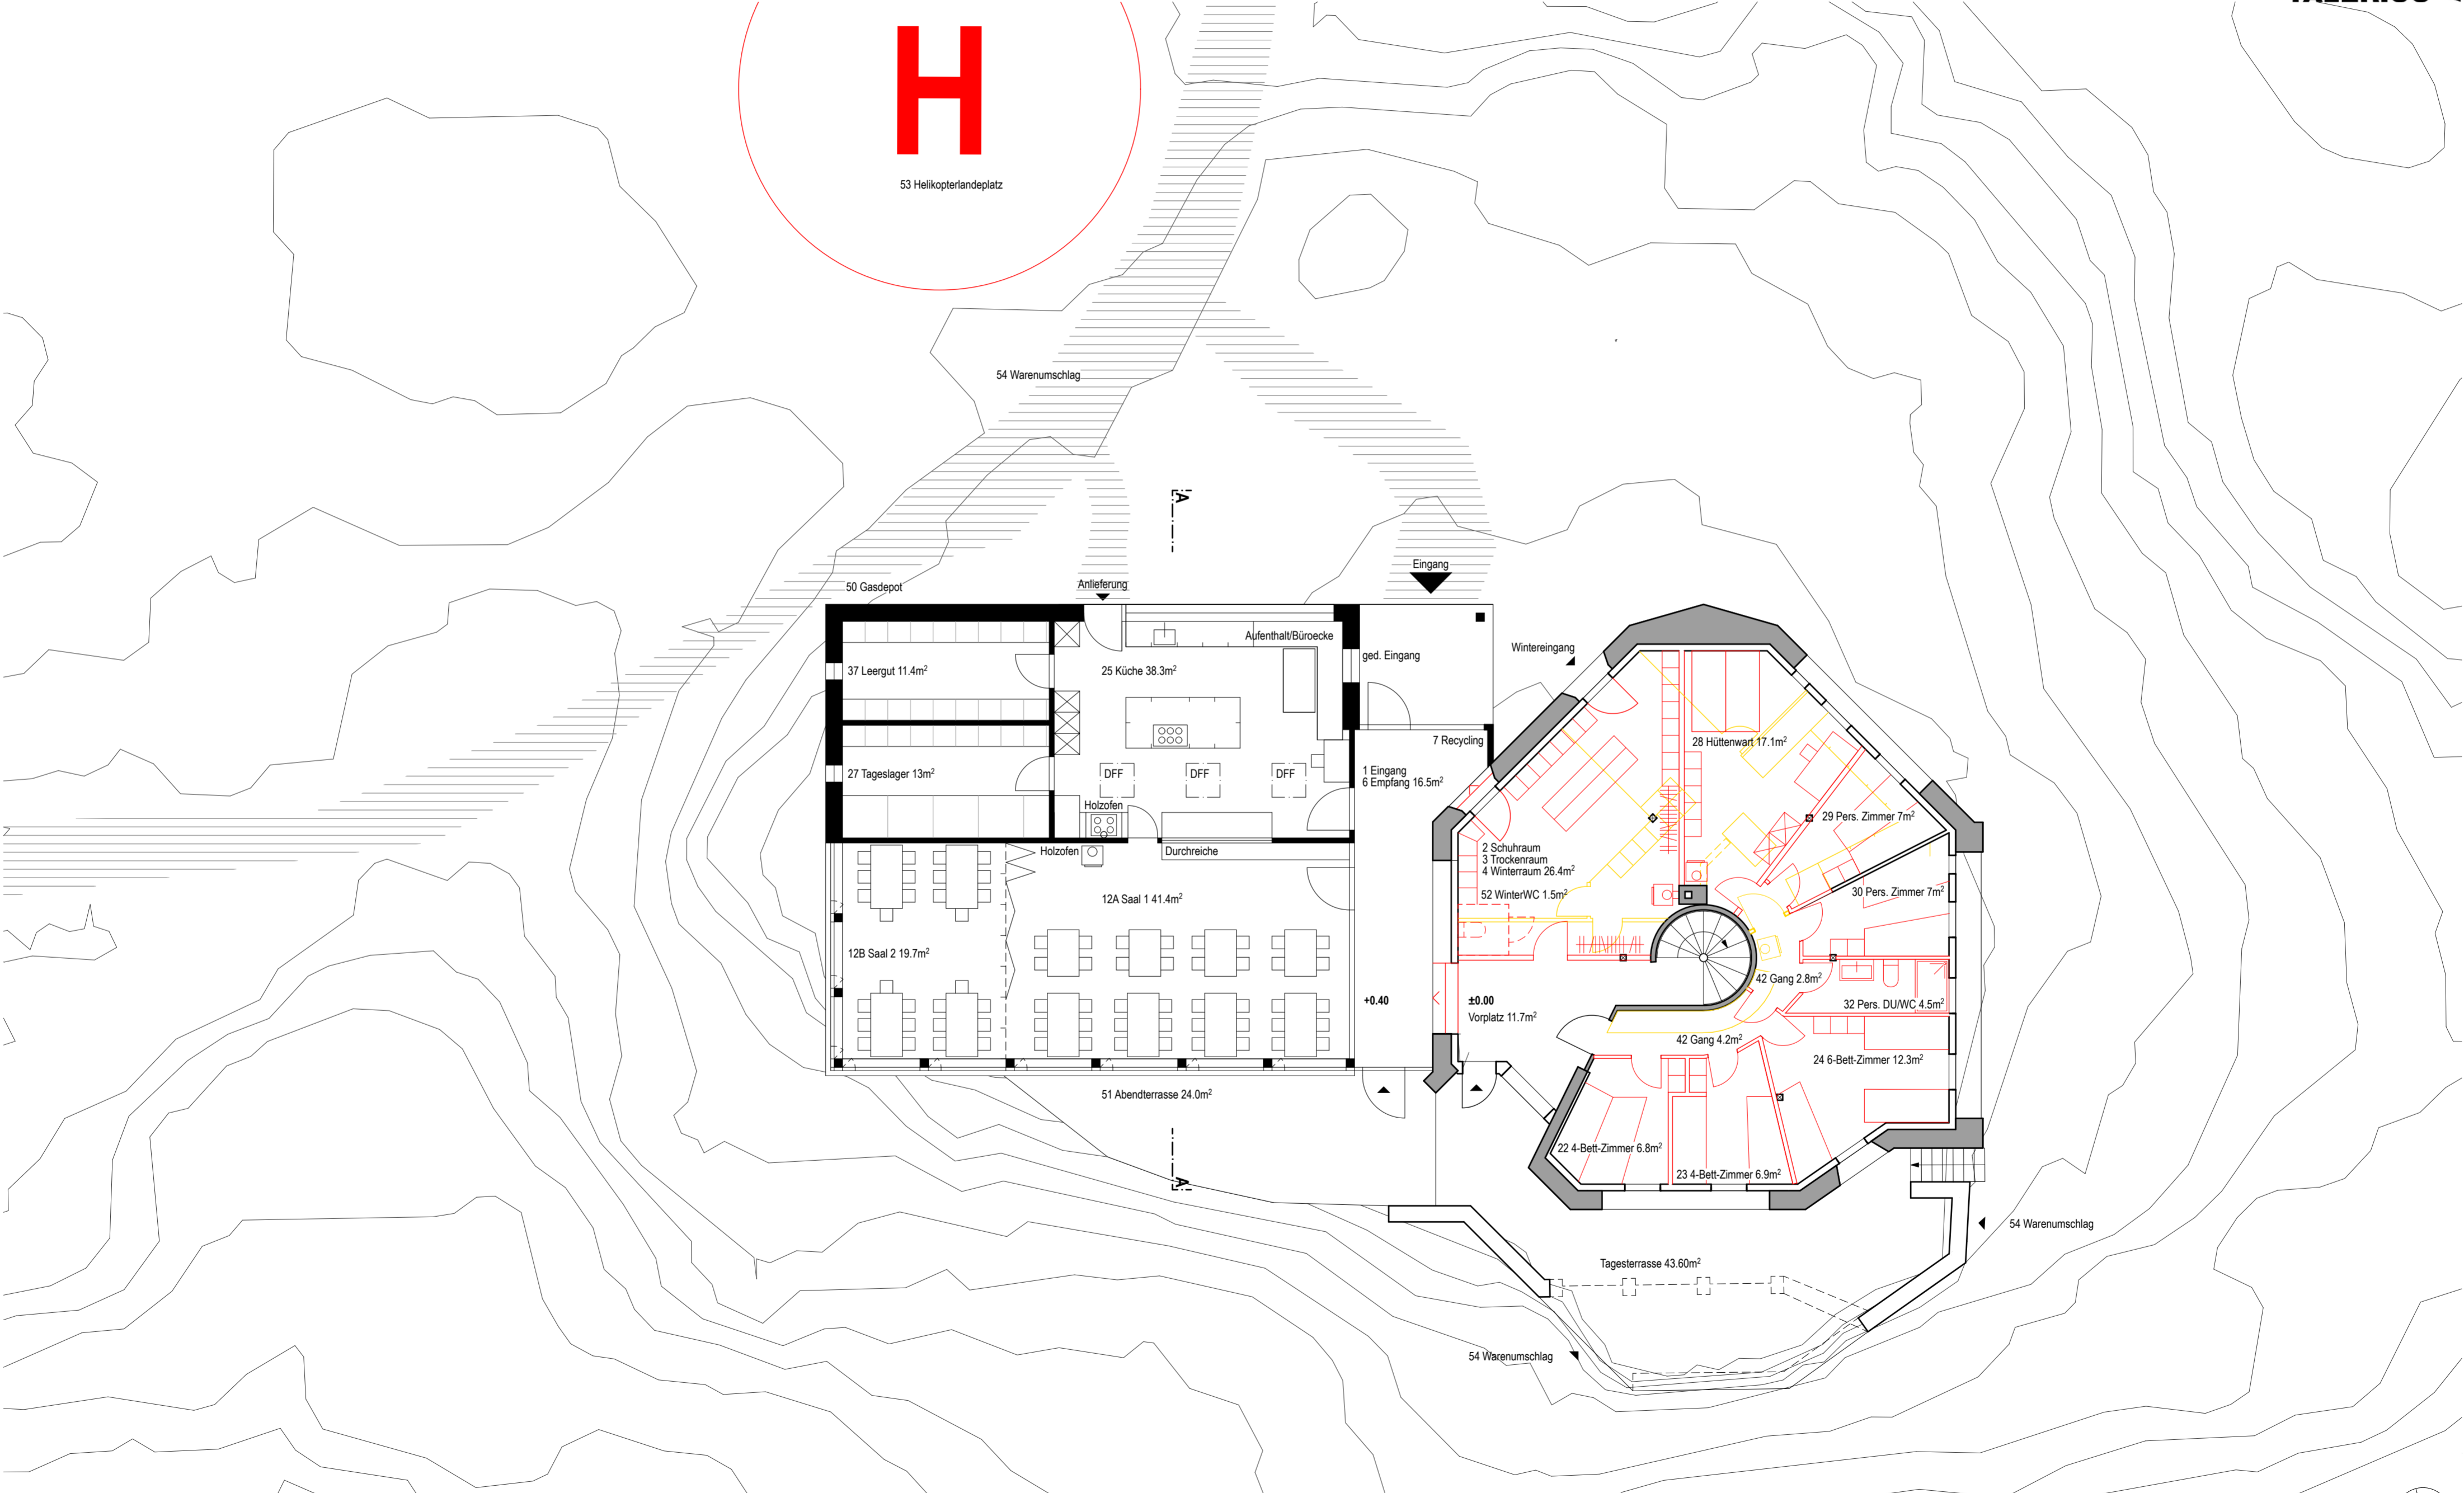 H
53 Helikopterlandeplatz
54 Warenumschlag
A
Eingang
50 Gasdepot
Anlieferung
Aufenthalt/Büroecke
ged. Eingang
Wintereingang
37 Leergut 11.4m²
25 Küche 38.3m²
7 Recycling
28 Hüttenwart 17.1m²
27 Tageslager 13m²
DFF
DFF
DFF
1 Eingang
6 Empfang 16.5m²
Holzofen
29 Pers. Zimmer 7m²
Holzofen
Durchreiche
2 Schuhraum
3 Trockenraum
4 Winterraum 26.4m²
52 WinterWC 1.5m²
30 Pers. Zimmer 7m²
12A Saal 1 41.4m²
12B Saal 2 19.7m²
42 Gang 2.8m²
+0.40
±0.00
Vorplatz 11.7m²
32 Pers. DU/WC 4.5m²
42 Gang 4.2m²
24 6-Bett-Zimmer 12.3m²
51 Abendterrasse 24.0m²
22 4-Bett-Zimmer 6.8m²
23 4-Bett-Zimmer 6.9m²
A
54 Warenumschlag
Tagesterrasse 43.60m²
54 Warenumschlag